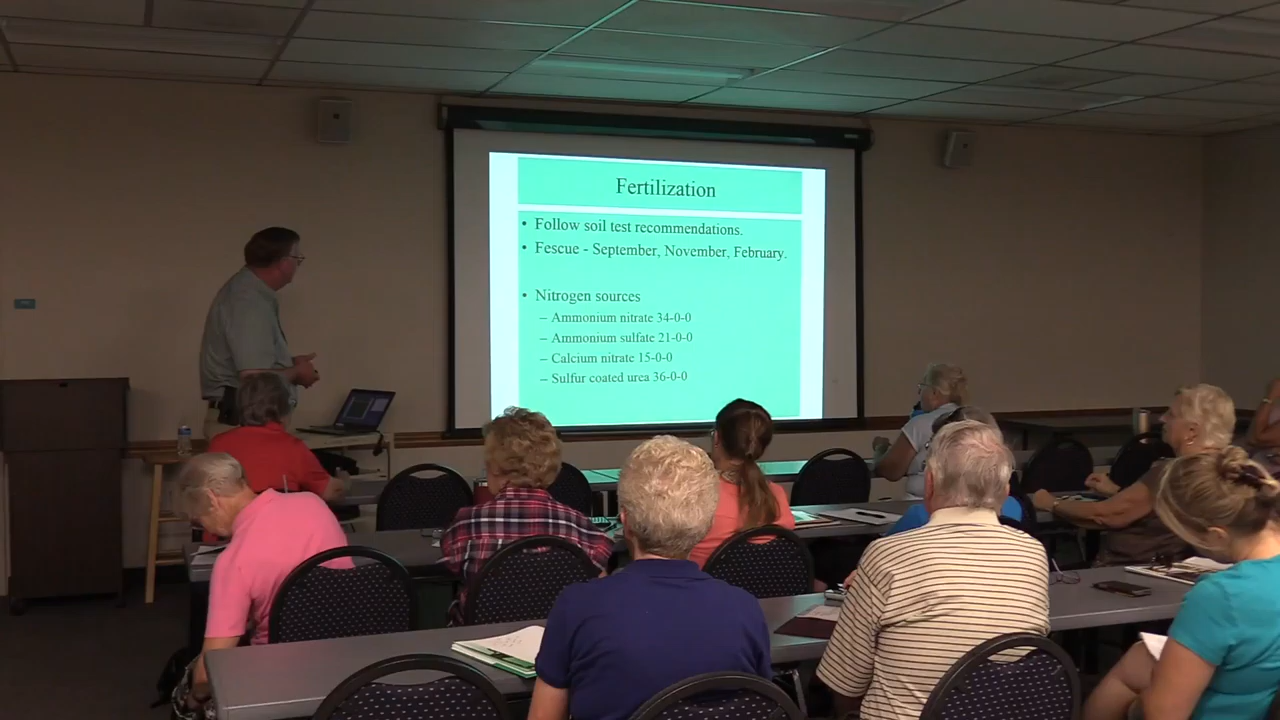 Fertilization
• Follow soil test recommendations.
• Fescue - September, November, February.
• Nitrogen sources
– Ammonium nitrate 34-0-0
– Ammonium sulfate 21-0-0
– Calcium nitrate 15-0-0
– Sulfur coated urea 36-0-0